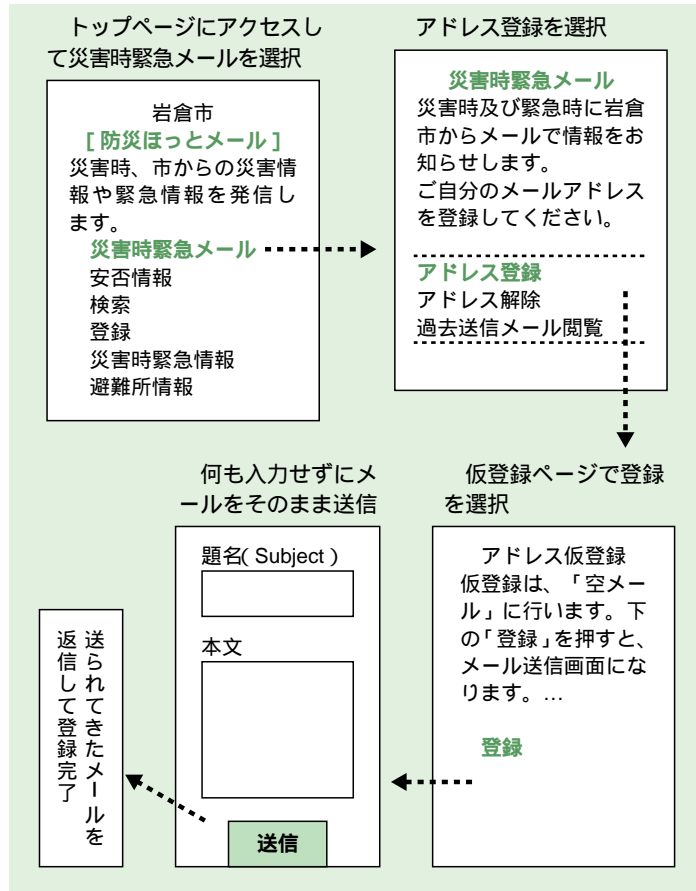 トップページにアクセスし
て災害時緊急メールを選択
岩倉市
[ 防災ほっとメール ]
災害時、市からの災害情
報や緊急情報を発信し
ます。
災害時緊急メール
安否情報
検索
登録
災害時緊急情報
避難所情報
アドレス登録を選択
災害時緊急メール
災害時及び緊急時に岩倉
市からメールで情報をお
知らせします。
ご自分のメールアドレス
を登録してください。
アドレス登録
アドレス解除
過去送信メール閲覧
仮登録ページで登録
を選択
アドレス仮登録
仮登録は、「空メー
ル」に行います。下
の「登録」を押すと、
メール送信画面にな
ります。…
登録
何も入力せずにメ
ールをそのまま送信
題名( Subject )
本文
送信
送られてきたメールを
返信して登録完了